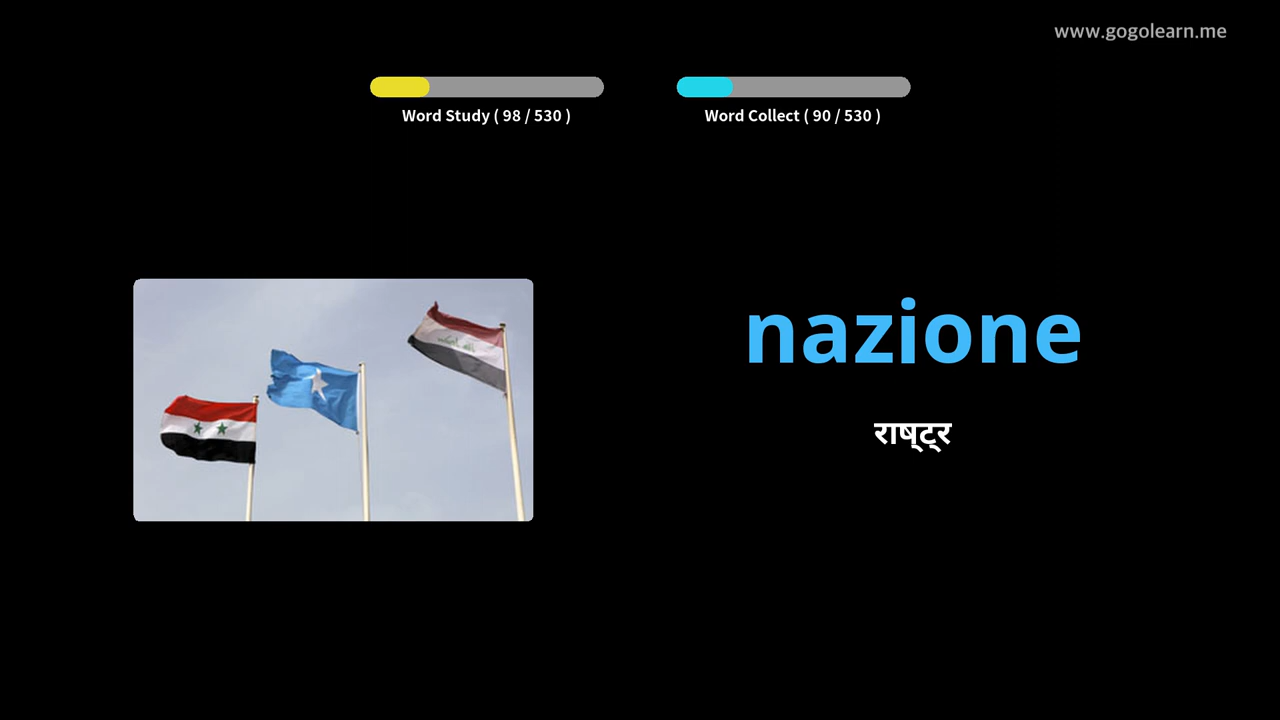 www.gogolearn.me
Word Study ( 98 / 530 )
Word Collect ( 90 / 530 )
nazione
राष्ट्र